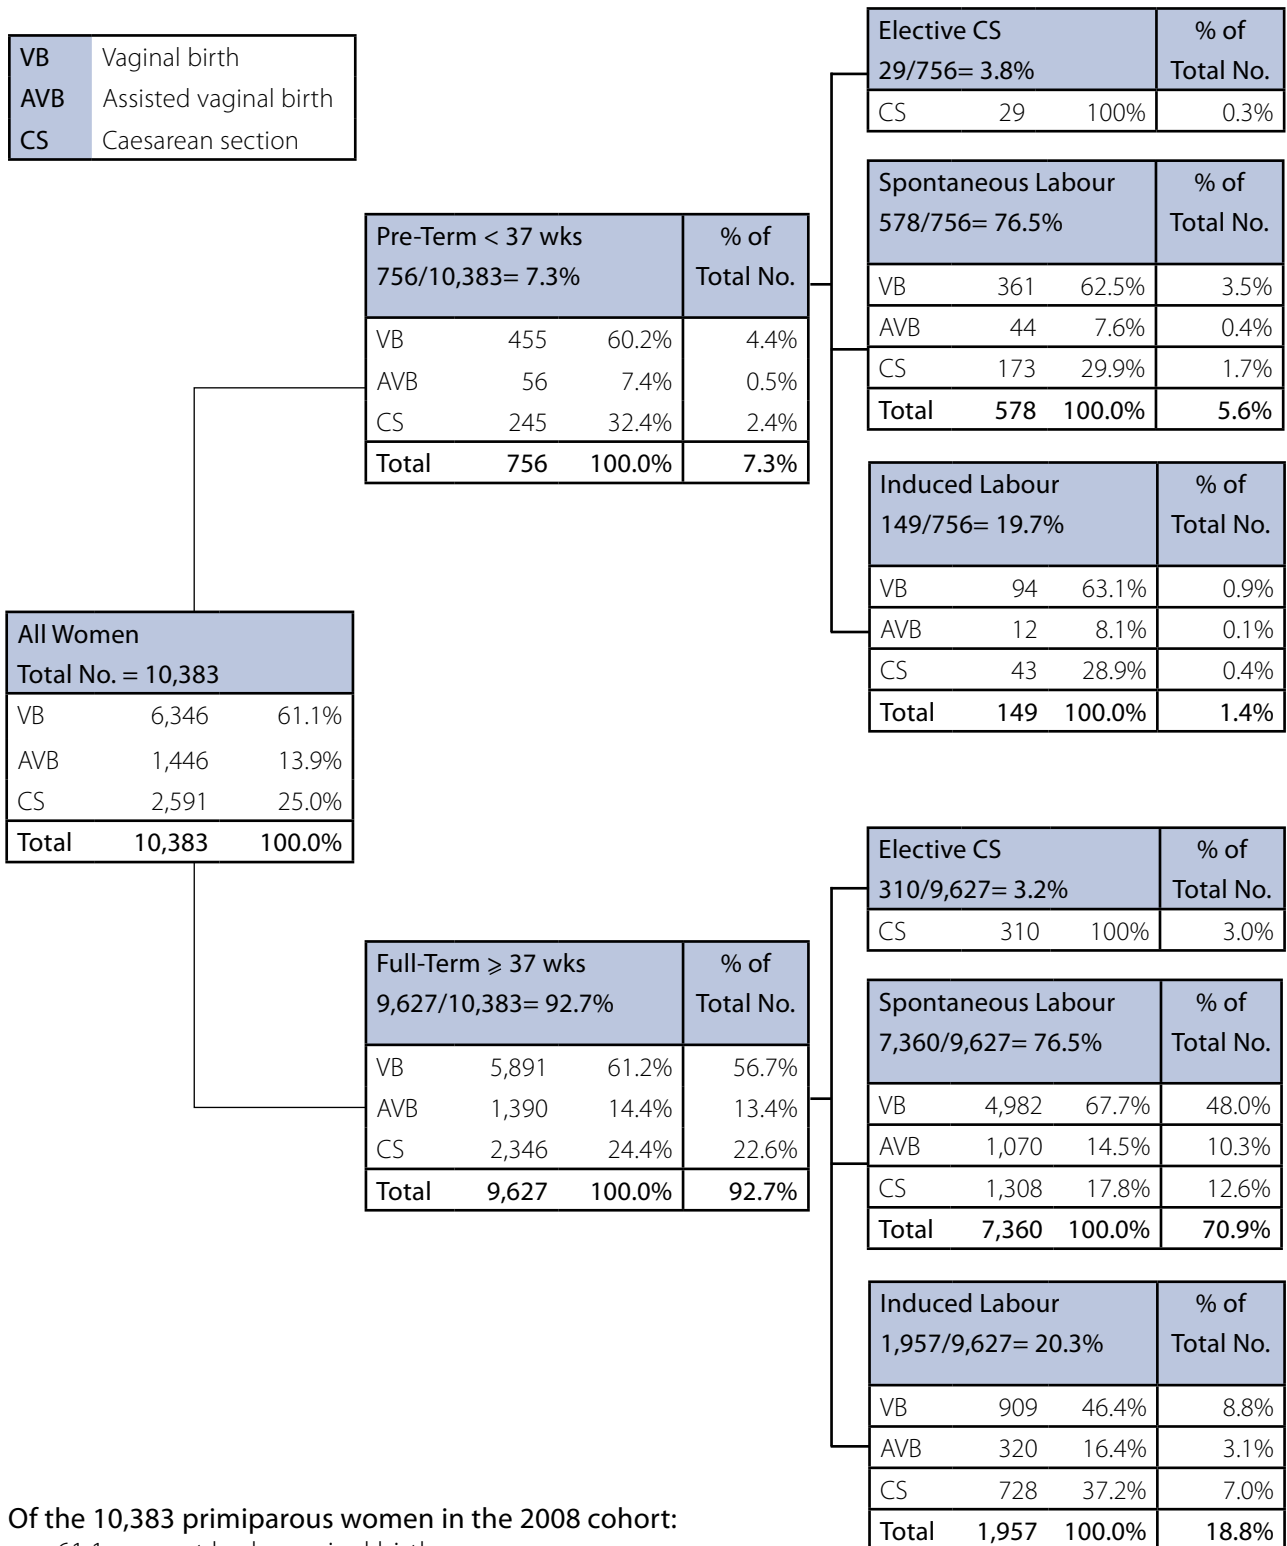 VB Vaginal birth
AVB Assisted vaginal birth
CS Caesarean section
All Women
Total No. = 10,383
VB 6,346 61.1%
AVB 1,446 13.9%
CS 2,591 25.0%
Total 10,383 100.0%
Pre-Term < 37 wks % of
756/10,383= 7.3% Total No.
VB 455 60.2% 4.4%
AVB 56 7.4% 0.5%
CS 245 32.4% 2.4%
Total 756 100.0% 7.3%
Elective CS % of
29/756= 3.8% Total No.
CS 29 100% 0.3%
Spontaneous Labour % of
578/756= 76.5% Total No.
VB 361 62.5% 3.5%
AVB 44 7.6% 0.4%
CS 173 29.9% 1.7%
Total 578 100.0% 5.6%
Induced Labour % of
149/756= 19.7% Total No.
VB 94 63.1% 0.9%
AVB 12 8.1% 0.1%
CS 43 28.9% 0.4%
Total 149 100.0% 1.4%
Full-Term ⩾ 37 wks % of
9,627/10,383= 92.7% Total No.
VB 5,891 61.2% 56.7%
AVB 1,390 14.4% 13.4%
CS 2,346 24.4% 22.6%
Total 9,627 100.0% 92.7%
Elective CS % of
310/9,627= 3.2% Total No.
CS 310 100% 3.0%
Spontaneous Labour % of
7,360/9,627= 76.5% Total No.
VB 4,982 67.7% 48.0%
AVB 1,070 14.5% 10.3%
CS 1,308 17.8% 12.6%
Total 7,360 100.0% 70.9%
Induced Labour % of
1,957/9,627= 20.3% Total No.
VB 909 46.4% 8.8%
AVB 320 16.4% 3.1%
CS 728 37.2% 7.0%
Total 1,957 100.0% 18.8%
Of the 10,383 primiparous women in the 2008 cohort: